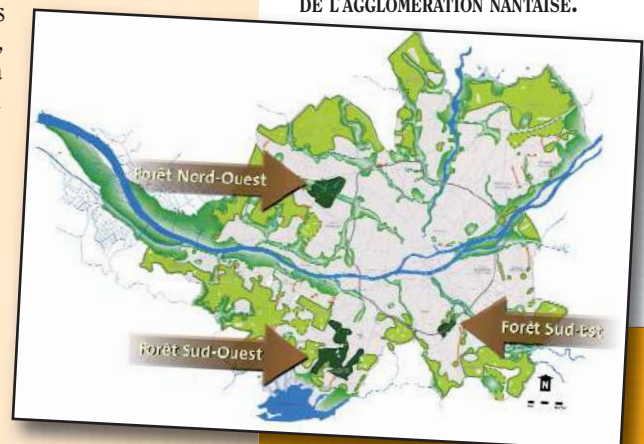 DE L'AGGLOMÉRATION NANTAISE.
s
,
Forêt Nord-Ouest
Forêt Sud-Est
Forêt Sud-Ouest
N